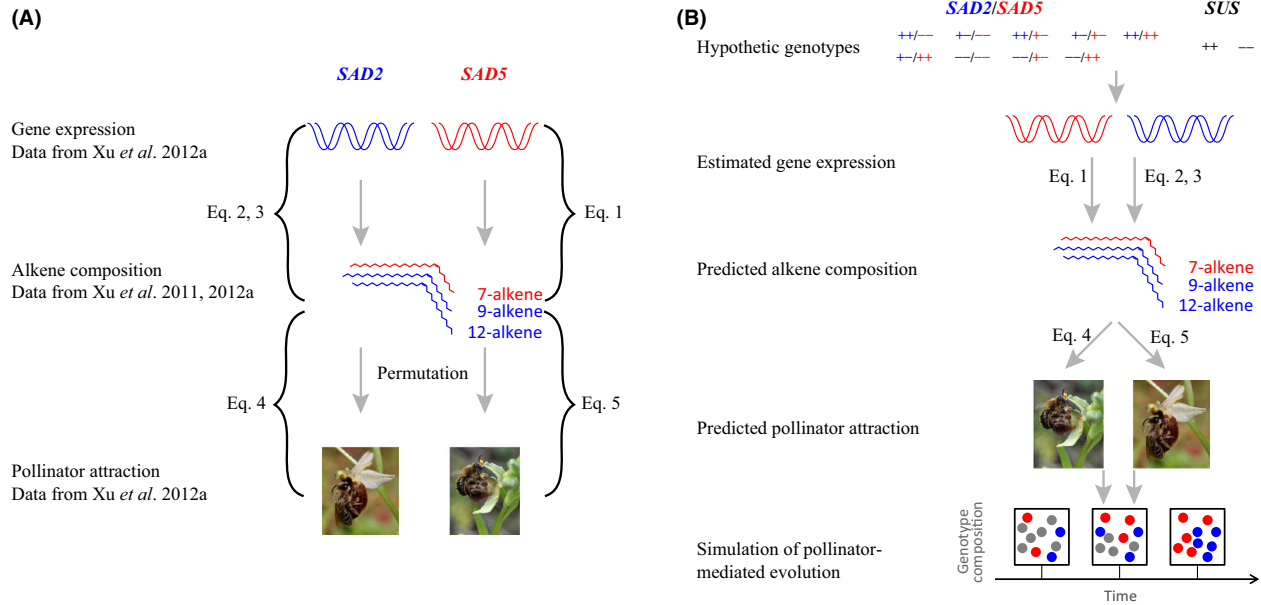 (A)
SAD2 SAD5
Gene expression
Data from Xu et al. 2012a
Eq. 2, 3
Eq. 1
Alkene composition
Data from Xu et al. 2011, 2012a
7-alkene
9-alkene
12-alkene
Permutation
Eq. 4
Eq. 5
Pollinator attraction
Data from Xu et al. 2012a
(B)
SAD2/SAD5 SUS
Hypothetic genotypes
++/−− +−/−− ++/+− +−/+− ++/++
+−/++ −−/−− −−/+− −−/++
++ −−
Estimated gene expression
Eq. 1 Eq. 2, 3
Predicted alkene composition
7-alkene
9-alkene
12-alkene
Eq. 4 Eq. 5
Predicted pollinator attraction
Simulation of pollinator-
mediated evolution
Genotype
composition
Time